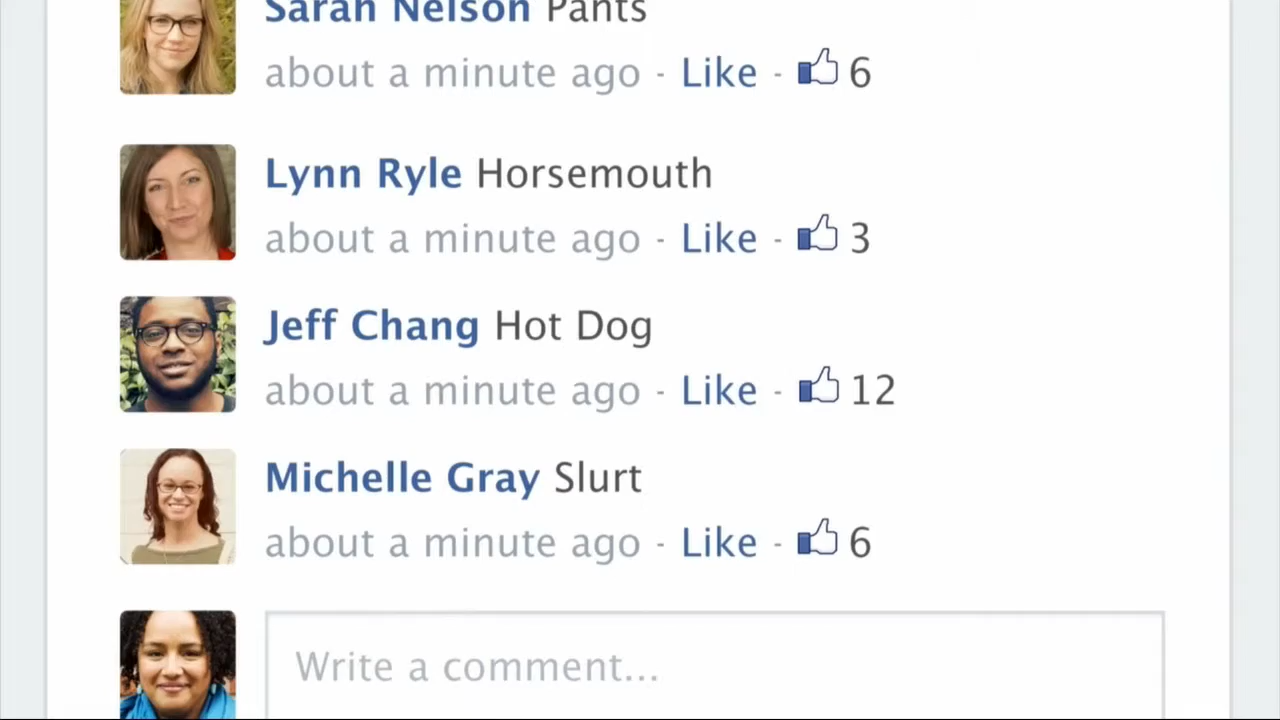 Sarah Nelson Pants
about a minute ago - Like - 6
Lynn Ryle Horsemouth
about a minute ago - Like - 3
Jeff Chang Hot Dog
about a minute ago - Like - 12
Michelle Gray Slurt
about a minute ago - Like - 6
Write a comment...